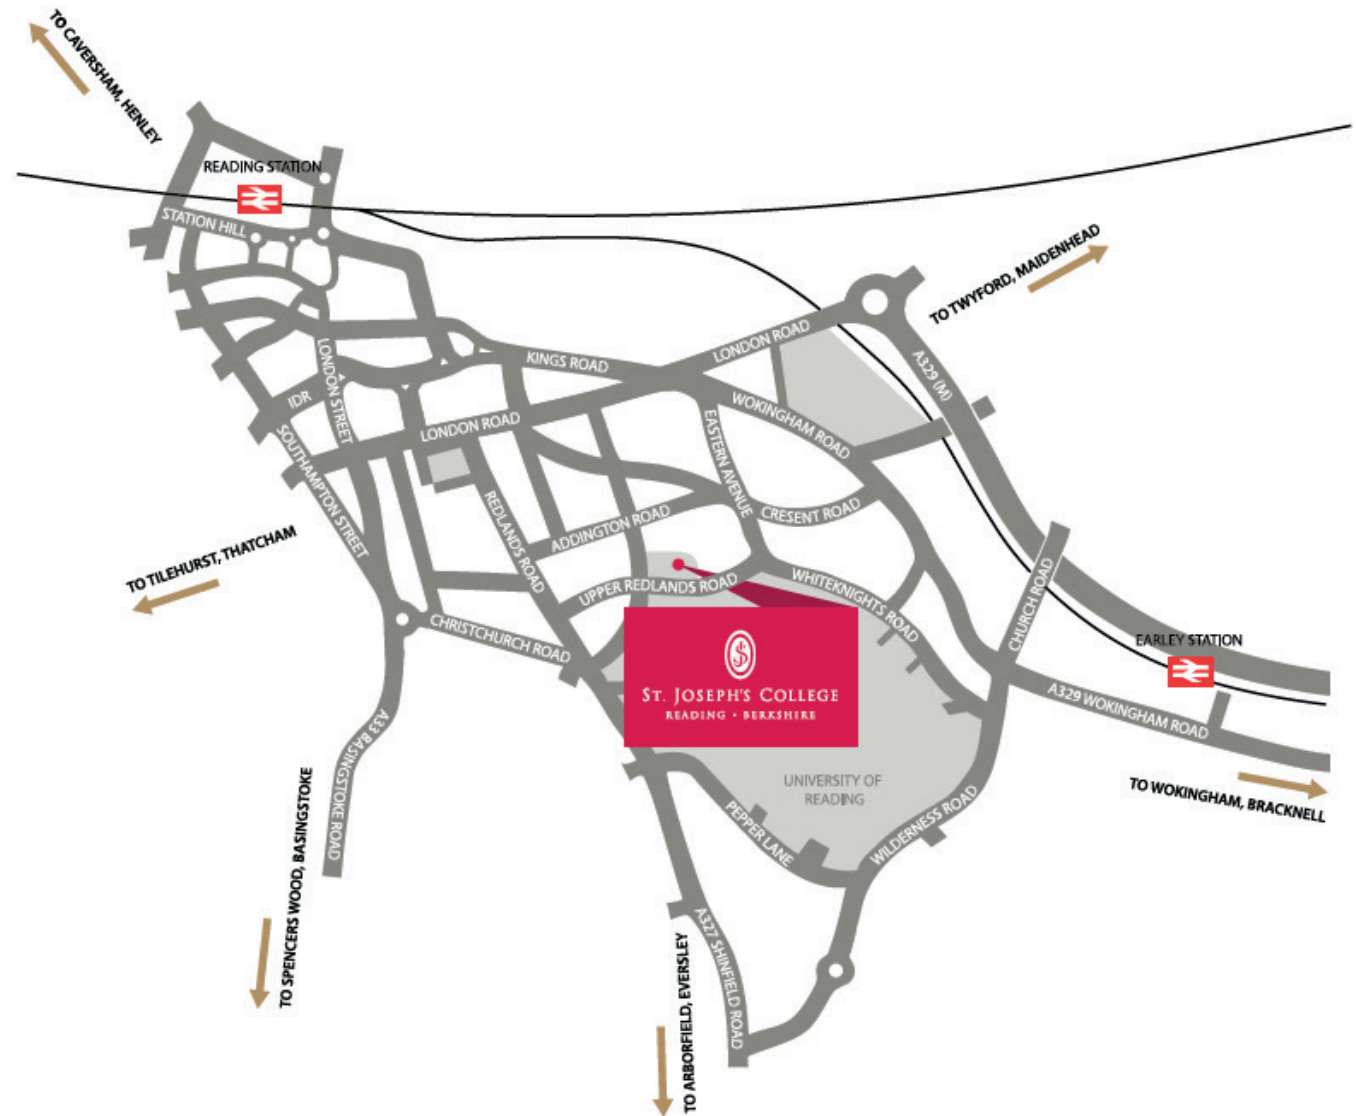 TO CAVERSHAM, HENLEY
READING STATION
STATION HILL
TO TWYFORD, MAIDENHEAD
LONDON ROAD
KINGS ROAD
A329 (M)
LONDON STREET
IDR
WOKINGHAM ROAD
LONDON ROAD
EASTERN AVENUE
SOUTHAMPTON STREET
REDLANDS ROAD
ADDINGTON ROAD
CRESENT ROAD
TO TILEHURST, THATCHAM
UPPER REDLANDS ROAD
WHITEKNIGHTS ROAD
CHURCH ROAD
CHRISTCHURCH ROAD
EARLEY STATION
ST. JOSEPH'S COLLEGE
READING • BERKSHIRE
A329 WOKINGHAM ROAD
A33 BASINGSTOKE ROAD
UNIVERSITY OF
READING
TO WOKINGHAM, BRACKNELL
PEPPER LANE
WILDERNESS ROAD
TO SPENCERS WOOD, BASINGSTOKE
A327 SHINFIELD ROAD
TO ARBORFIELD, EVERSLEY